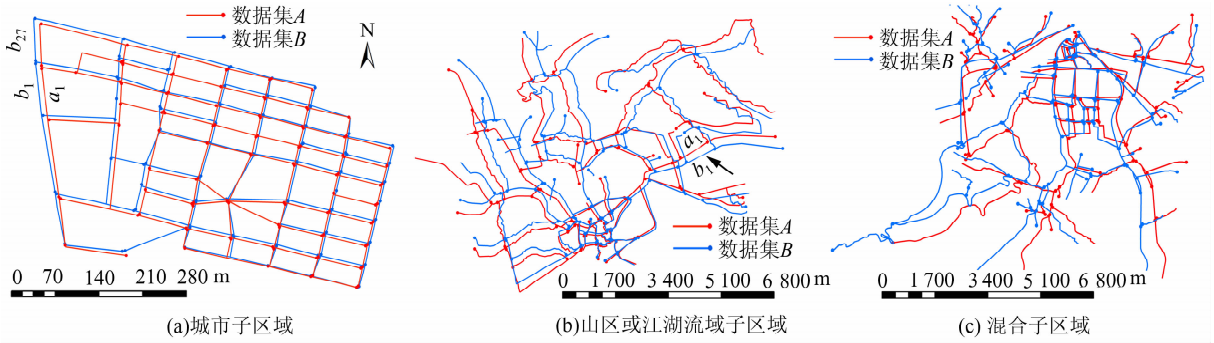 数据集A
数据集B
N
b27
b1
a1
0 70 140 210 280 m
(a)城市子区域
a1
b1
数据集A
数据集B
0 1 700 3 400 5 100 6 800 m
(b)山区或江湖流域子区域
数据集A
数据集B
0 1 700 3 400 5 100 6 800 m
(c) 混合子区域